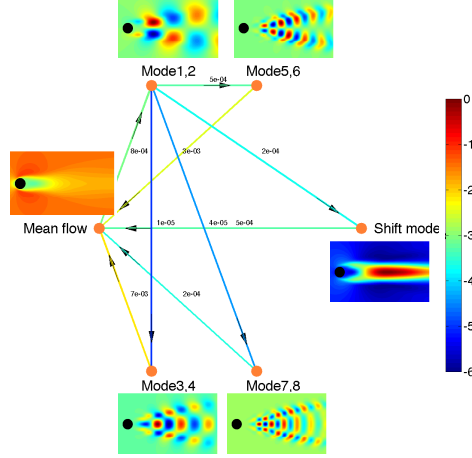 Mode1,2
Mode5,6
5e-04
0
-1
8e-04
3e-03
2e-04
-2
Mean flow
1e-05
4e-05
5e-04
Shift mode
-3
-4
7e-03
2e-04
-5
-6
Mode3,4
Mode7,8